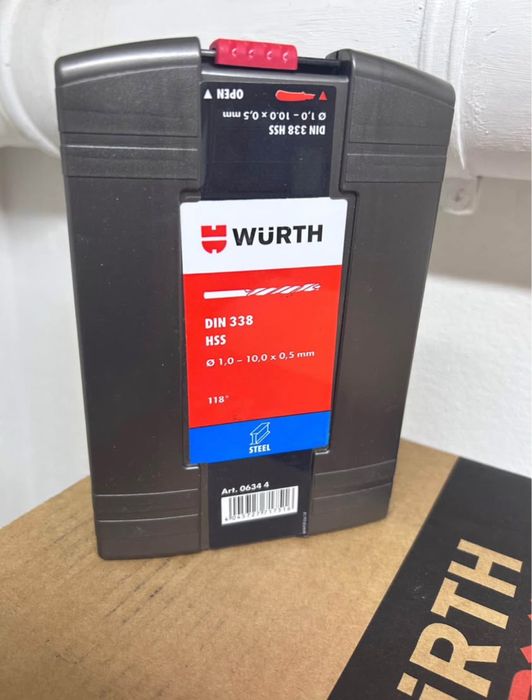 ▲ OPEN ▲
Ø 1,0 – 10,0 x 0,5 mm
DIN 338 HSS
WÜRTH
DIN 338
HSS
Ø 1,0 – 10,0 x 0,5 mm
118°
STEEL
Art. 0634 4
ÜRTH